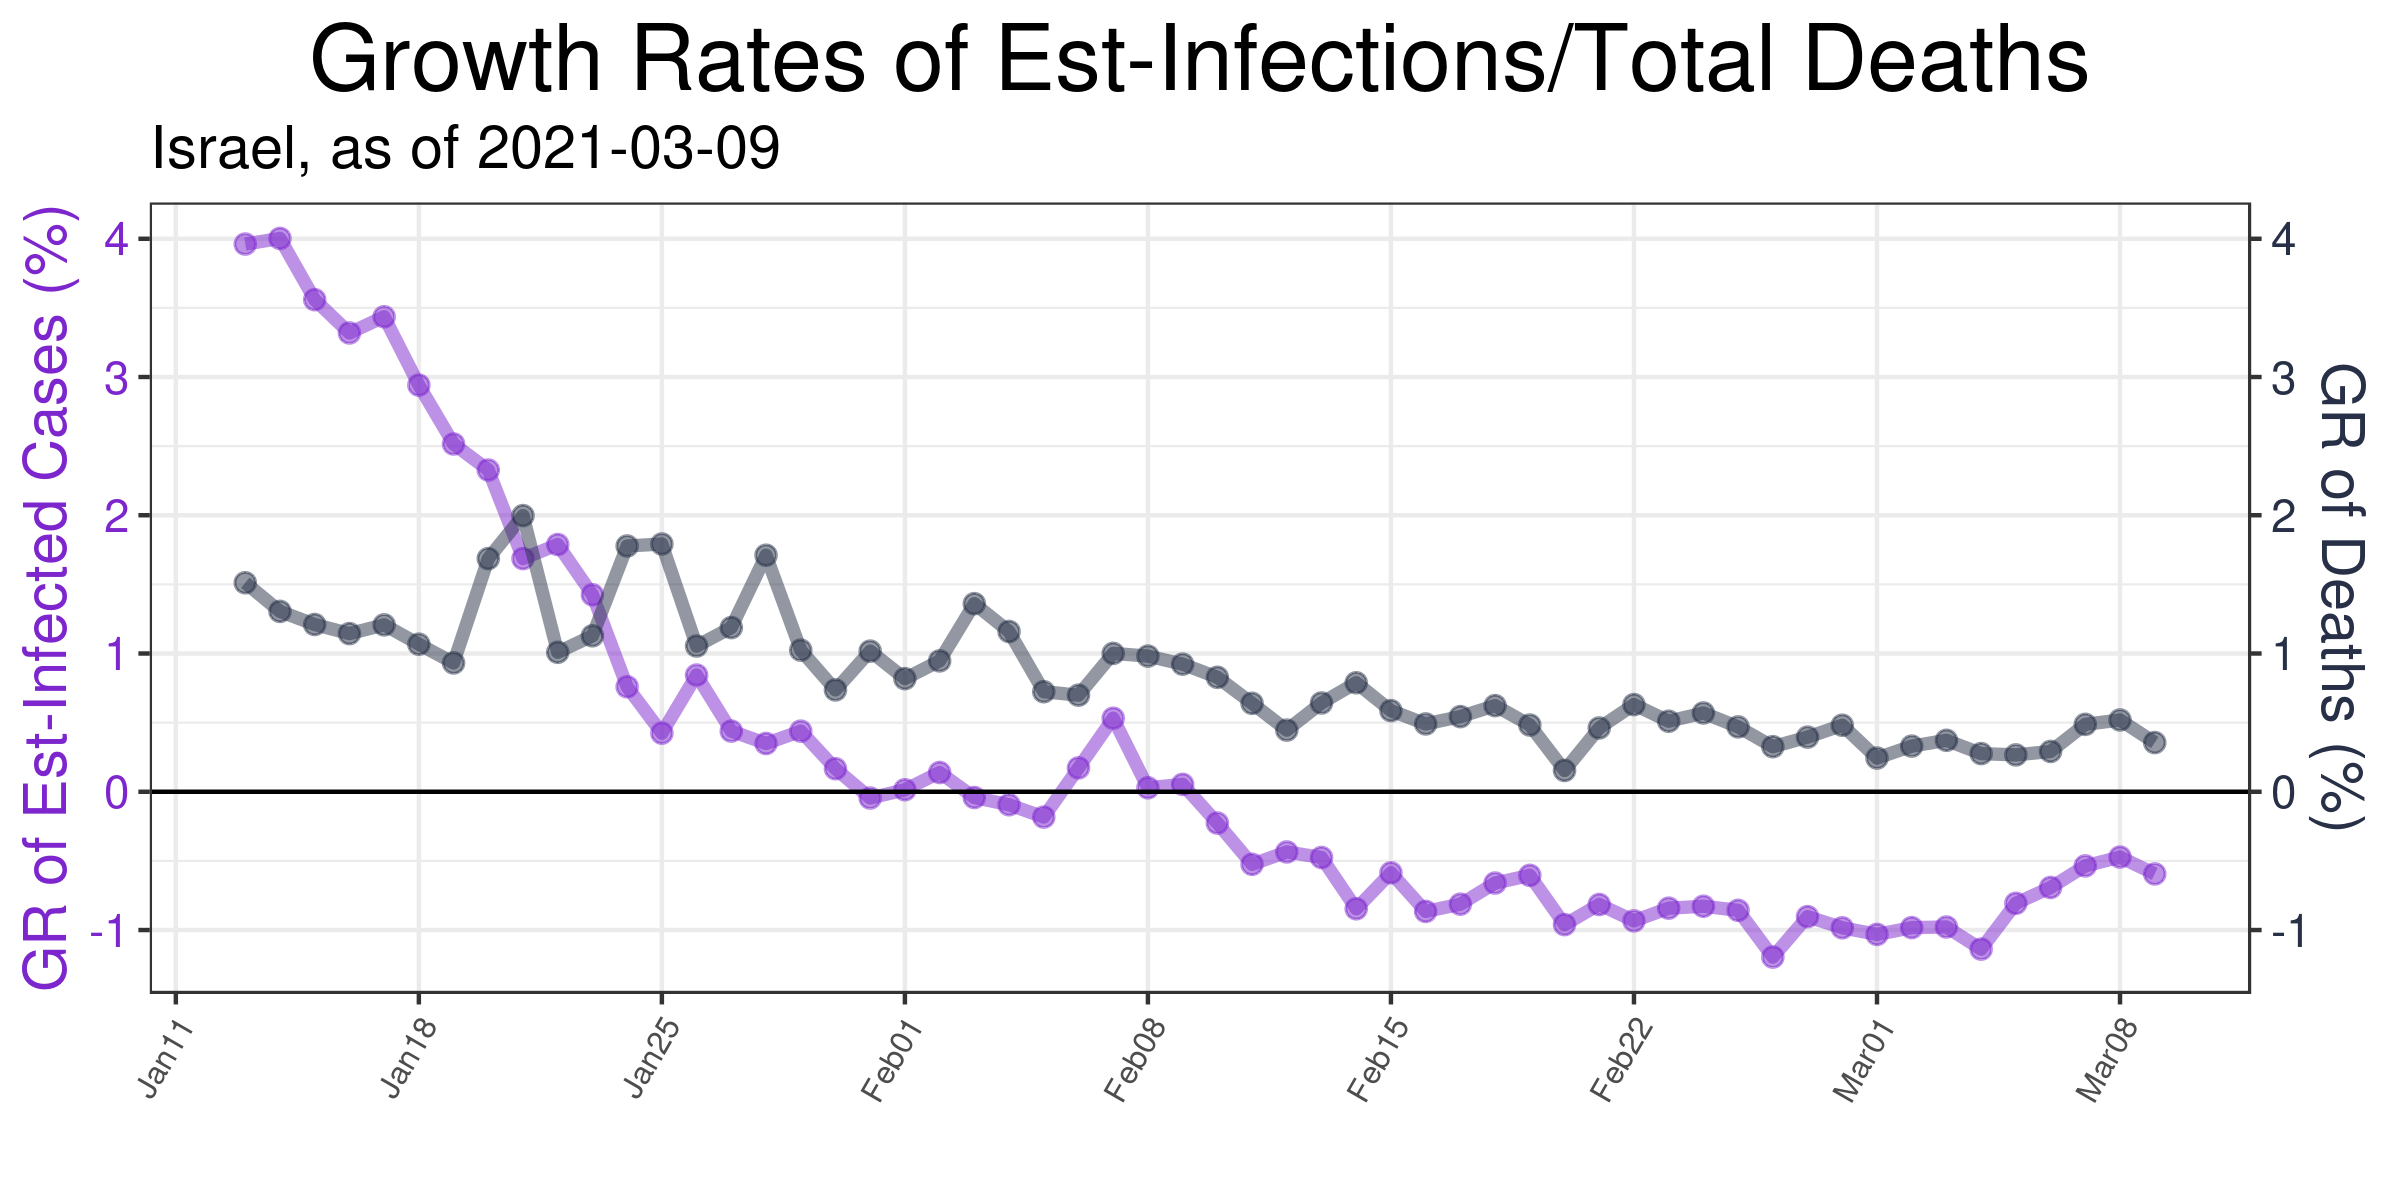 Growth Rates of Est-Infections/Total Deaths
Israel, as of 2021-03-09
GR of Est-Infected Cases (%)
4
3
2
1
0
-1
4
3
2
1
0
-1
GR of Deaths (%)
Jan11
Jan18
Jan25
Feb01
Feb08
Feb15
Feb22
Mar01
Mar08